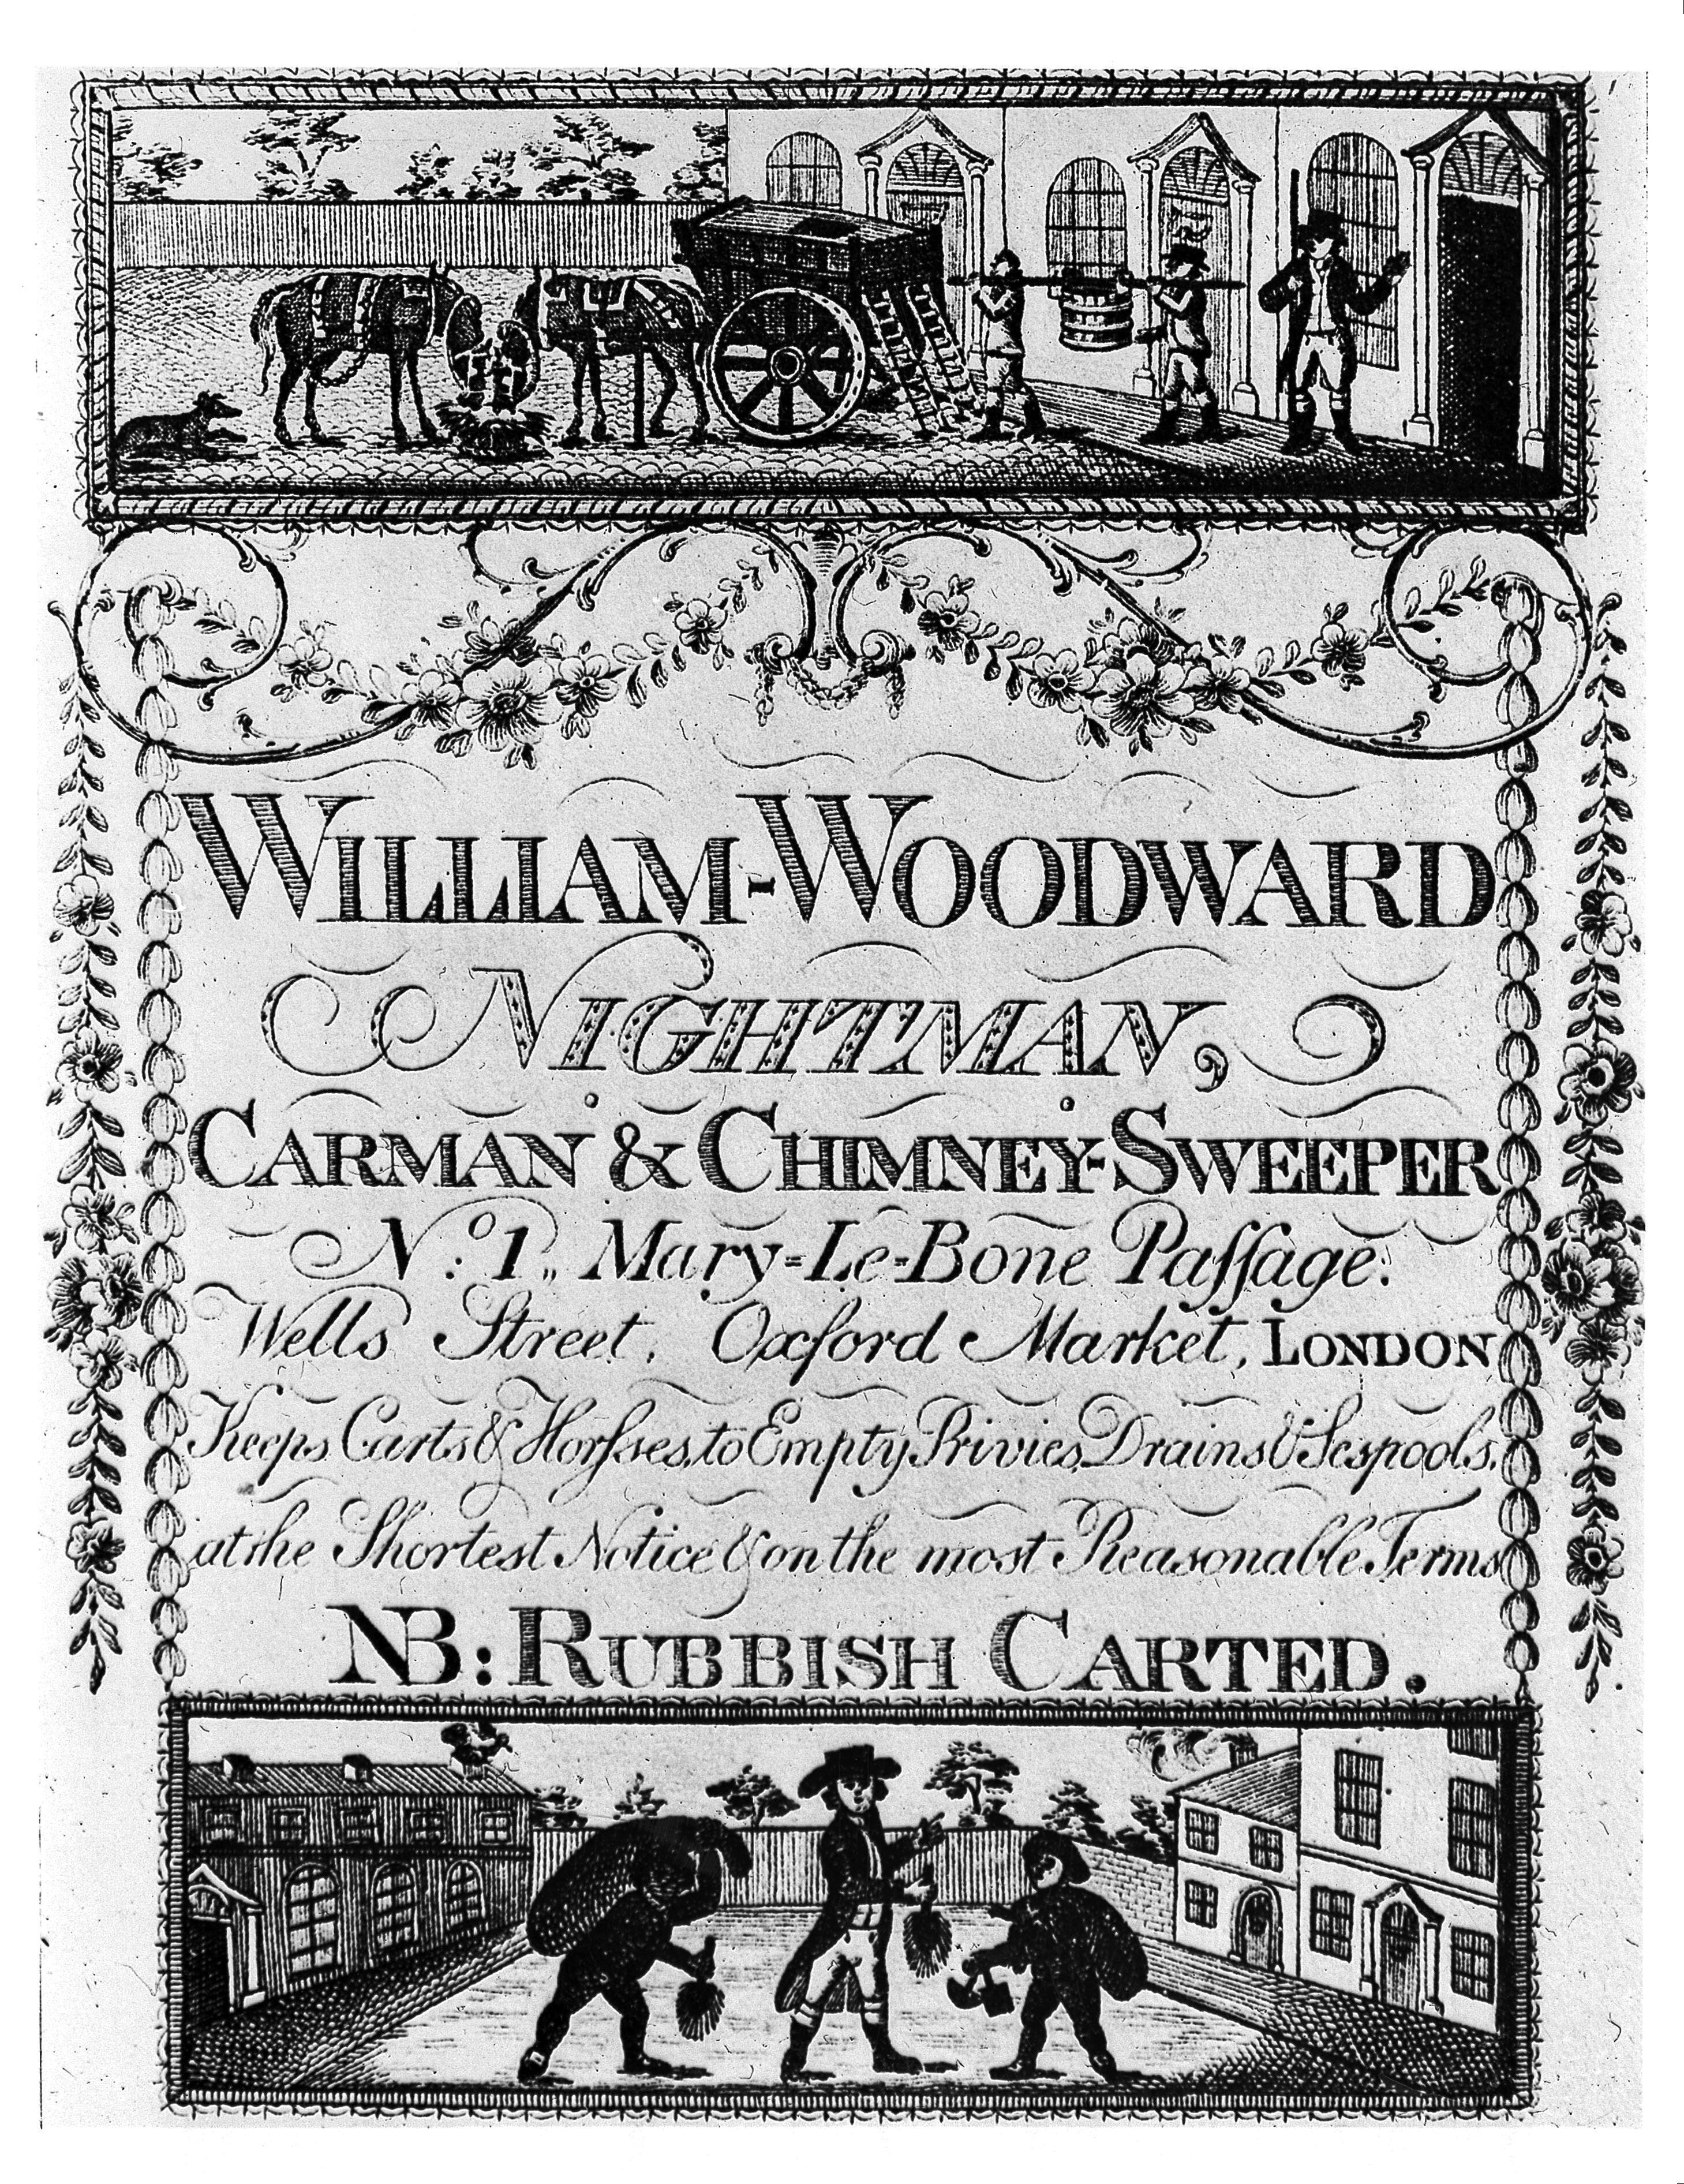 WILLIAM-WOODWARD
NIGHTMAN,
CARMAN & CHIMNEY-SWEEPER
N.º 1,, Mary=Le=Bone Paſſage.
Wells Street, Oxford Market, LONDON
Keeps Carts & Horſses, to Empty Privies, Drains & Sespools,
at the Shortest Notice & on the most Reasonable Terms
NB: RUBBISH CARTED.